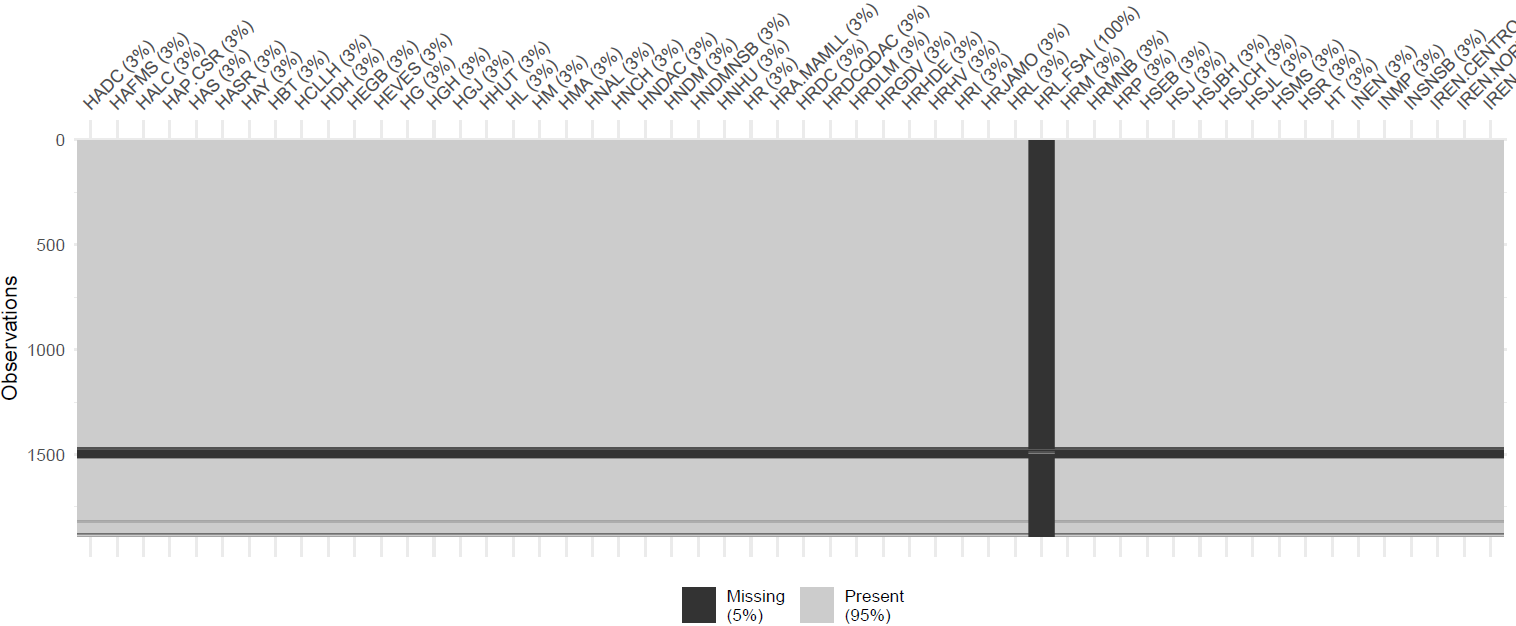 HADC (3%)
HAFMS (3%)
HALC (3%)
HAP.CSR (3%)
HAS (3%)
HASR (3%)
HAY (3%)
HBT (3%)
HCLLH (3%)
HDH (3%)
HEGB (3%)
HEVES (3%)
HG (3%)
HGH (3%)
HGJ (3%)
HHUT (3%)
HL (3%)
HM (3%)
HMA (3%)
HNAL (3%)
HNCH (3%)
HNDAC (3%)
HNDM (3%)
HNDMNSB (3%)
HNHU (3%)
HR (3%)
HRA.MAMLL (3%)
HRDC (3%)
HRDCQDAC (3%)
HRDLM (3%)
HRGDV (3%)
HRHDE (3%)
HRHV (3%)
HRI (3%)
HRJAMO (3%)
HRL (3%)
HRL.FSAI (100%)
HRM (3%)
HRMNB (3%)
HRP (3%)
HSEB (3%)
HSJ (3%)
HSJBH (3%)
HSJCH (3%)
HSJL (3%)
HSMS (3%)
HSR (3%)
HT (3%)
INEN (3%)
INMP (3%)
INSNSB (3%)
IREN.CENTRO
IREN.NOR
IREN
0
500
1000
1500
Observations
Missing
(5%)
Present
(95%)